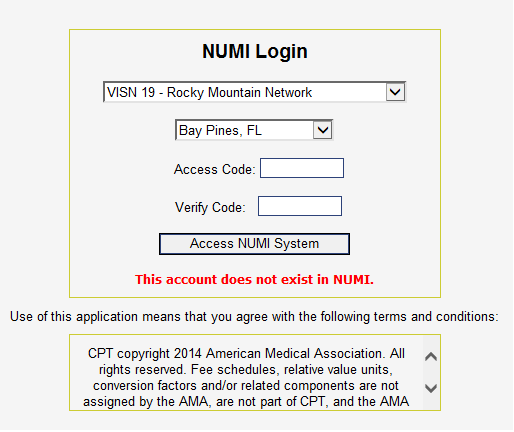 NUMI Login
VISN 19 - Rocky Mountain Network
Bay Pines, FL
Access Code:
Verify Code:
Access NUMI System
This account does not exist in NUMI.
Use of this application means that you agree with the following terms and conditions:
CPT copyright 2014 American Medical Association. All
rights reserved. Fee schedules, relative value units,
conversion factors and/or related components are not
assigned by the AMA, are not part of CPT, and the AMA